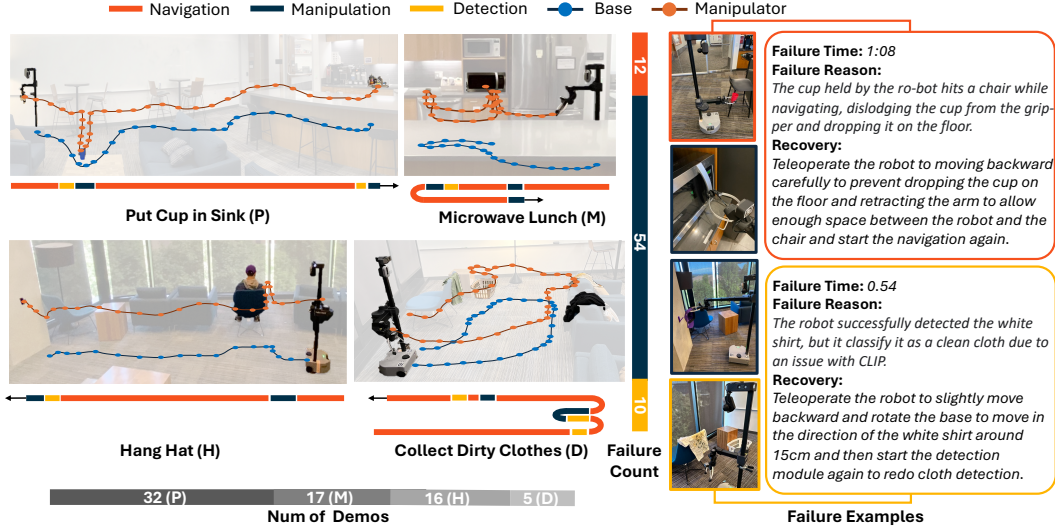 Navigation Manipulation Detection Base Manipulator
Put Cup in Sink (P)
Microwave Lunch (M)
Hang Hat (H)
Collect Dirty Clothes (D)
12
54
10
Failure
Count
32 (P) 17 (M) 16 (H) 5 (D)
Num of Demos
Failure Time: 1:08
Failure Reason:
The cup held by the ro-bot hits a chair while
navigating, dislodging the cup from the grip-
per and dropping it on the floor.
Recovery:
Teleoperate the robot to moving backward
carefully to prevent dropping the cup on
the floor and retracting the arm to allow
enough space between the robot and the
chair and start the navigation again.
Failure Time: 0.54
Failure Reason:
The robot successfully detected the white
shirt, but it classify it as a clean cloth due to
an issue with CLIP.
Recovery:
Teleoperate the robot to slightly move
backward and rotate the base to move in
the direction of the white shirt around
15cm and then start the detection
module again to redo cloth detection.
Failure Examples